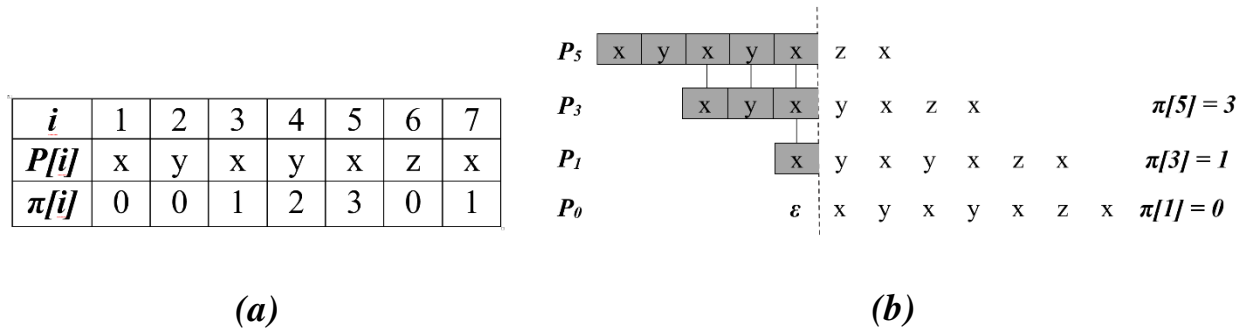 i 1 2 3 4 5 6 7
P[i] x y x y x z x
π[i] 0 0 1 2 3 0 1
(a)
P5 x y x y x z x
P3 x y x y x z x π[5] = 3
P1 x y x y x z x π[3] = 1
P0 ε x y x y x z x π[1] = 0
(b)